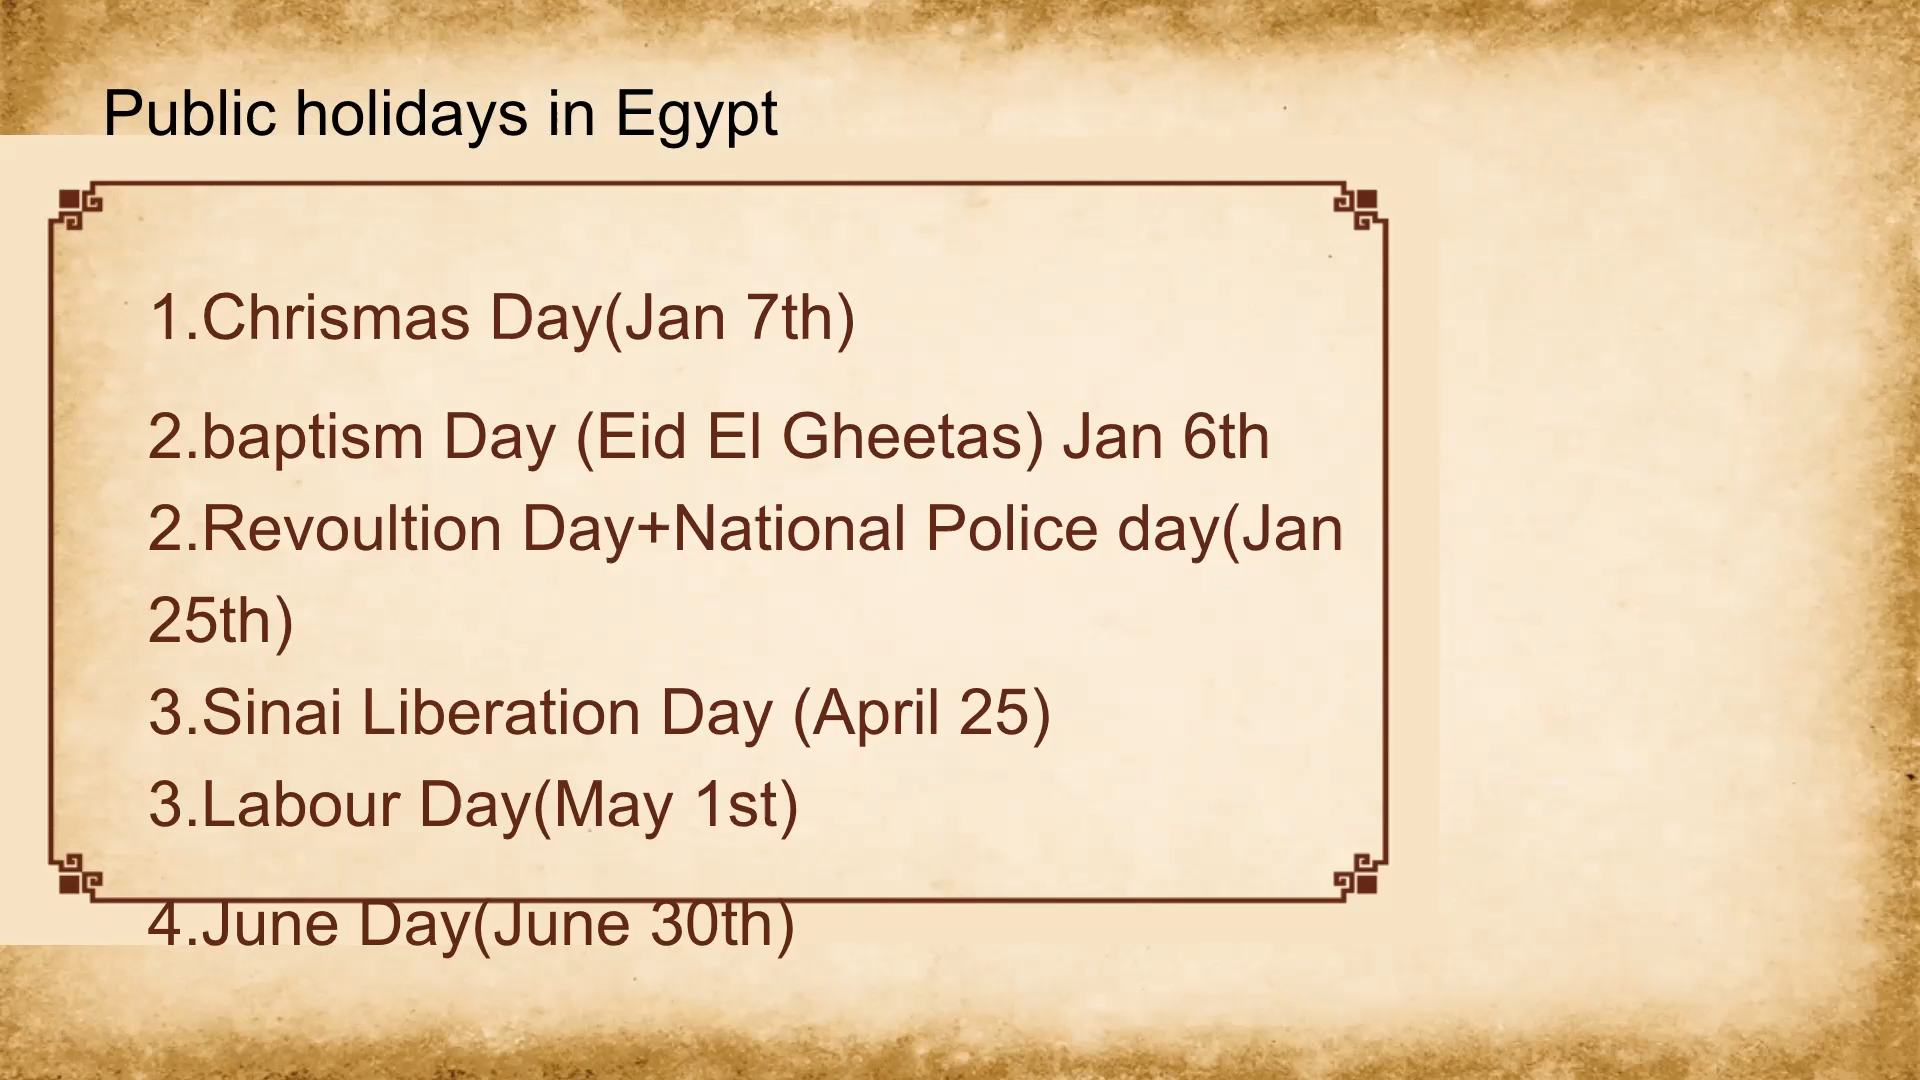 Public holidays in Egypt
1.Chrismas Day(Jan 7th)
2.baptism Day (Eid El Gheetas) Jan 6th
2.Revoultion Day+National Police day(Jan
25th)
3.Sinai Liberation Day (April 25)
3.Labour Day(May 1st)
4.June Day(June 30th)